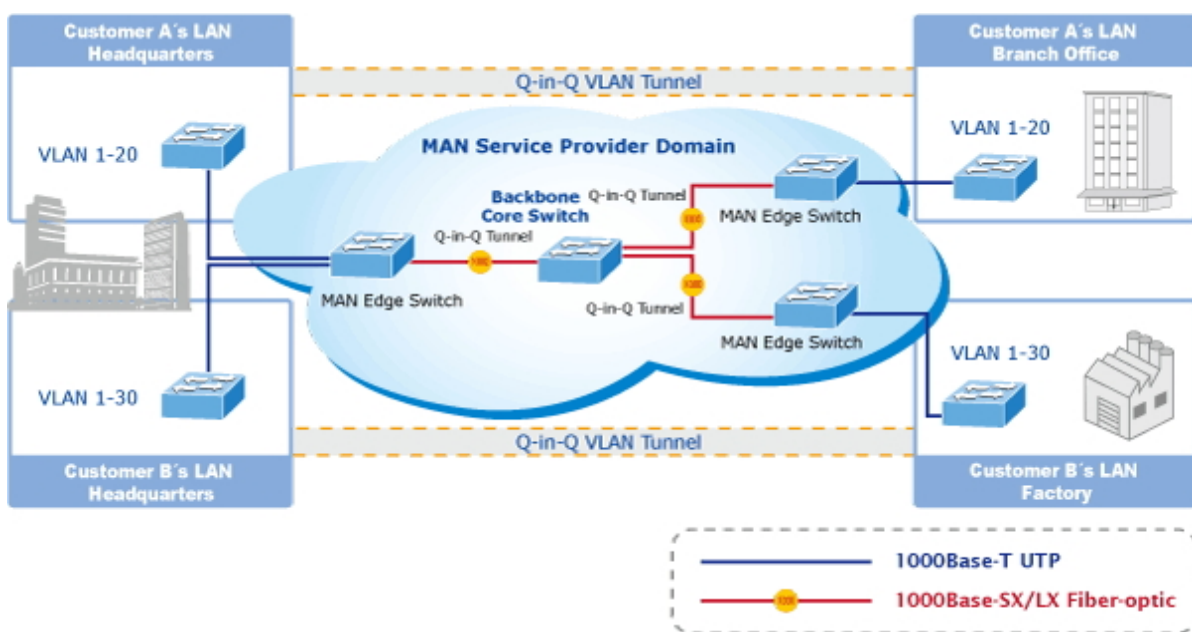 Customer A´s LAN
Headquarters
Customer A´s LAN
Branch Office
Q-in-Q VLAN Tunnel
VLAN 1-20
VLAN 1-20
MAN Service Provider Domain
Q-in-Q Tunnel
Backbone
Core Switch
MAN Edge Switch
Q-in-Q Tunnel
MAN Edge Switch
Q-in-Q Tunnel
MAN Edge Switch
VLAN 1-30
VLAN 1-30
Q-in-Q VLAN Tunnel
Customer B´s LAN
Headquarters
Customer B´s LAN
Factory
1000Base-T UTP
1000Base-SX/LX Fiber-optic